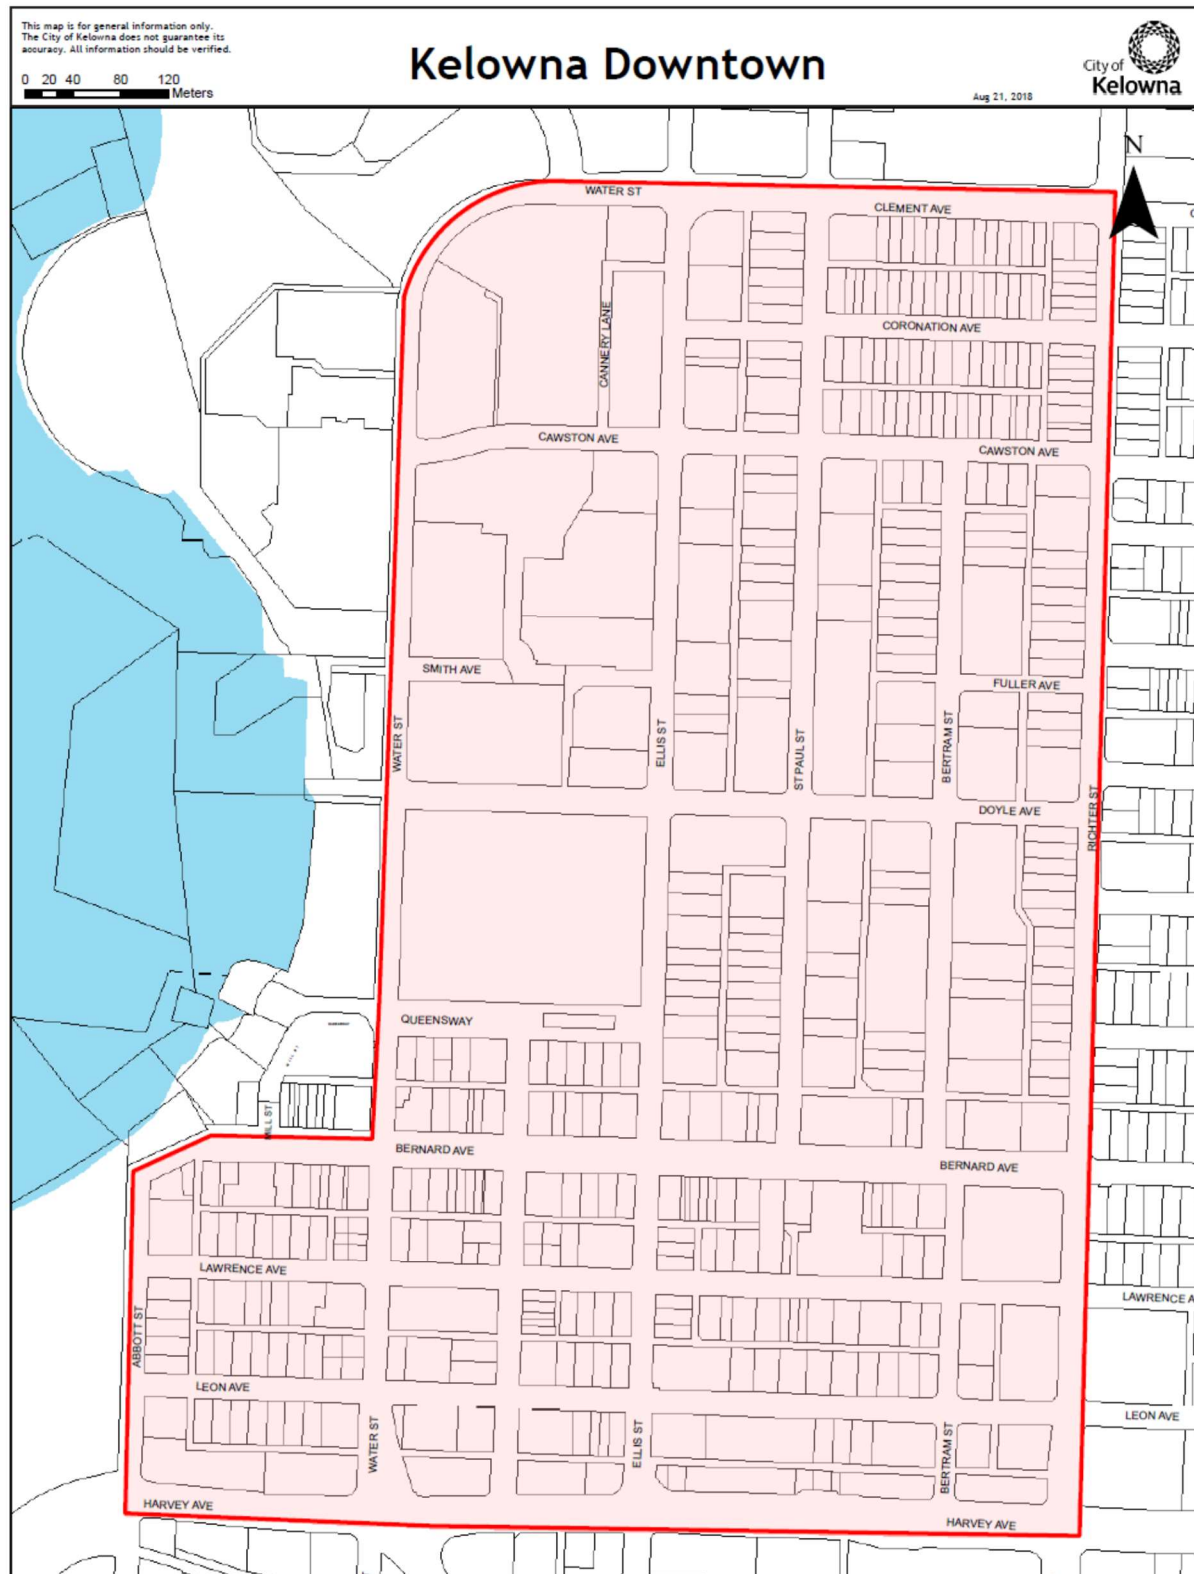 This map is for general information only.
The City of Kelowna does not guarantee its
accuracy. All information should be verified.
0 20 40 80 120
Meters
Kelowna Downtown
Aug 21, 2018
City of
Kelowna
N
WATER ST
CLEMENT AVE
C
CANNERY LANE
CORONATION AVE
CAWSTON AVE
CAWSTON AVE
SMITH AVE
FULLER AVE
WATER ST
ELLIS ST
ST PAUL ST
BERTRAM ST
RICHTER ST
DOYLE AVE
QUEENSWAY
MILL ST
BERNARD AVE
BERNARD AVE
LAWRENCE AVE
LAWRENCE A
ABBOTT ST
LEON AVE
LEON AVE
WATER ST
ELLIS ST
BERTRAM ST
HARVEY AVE
HARVEY AVE